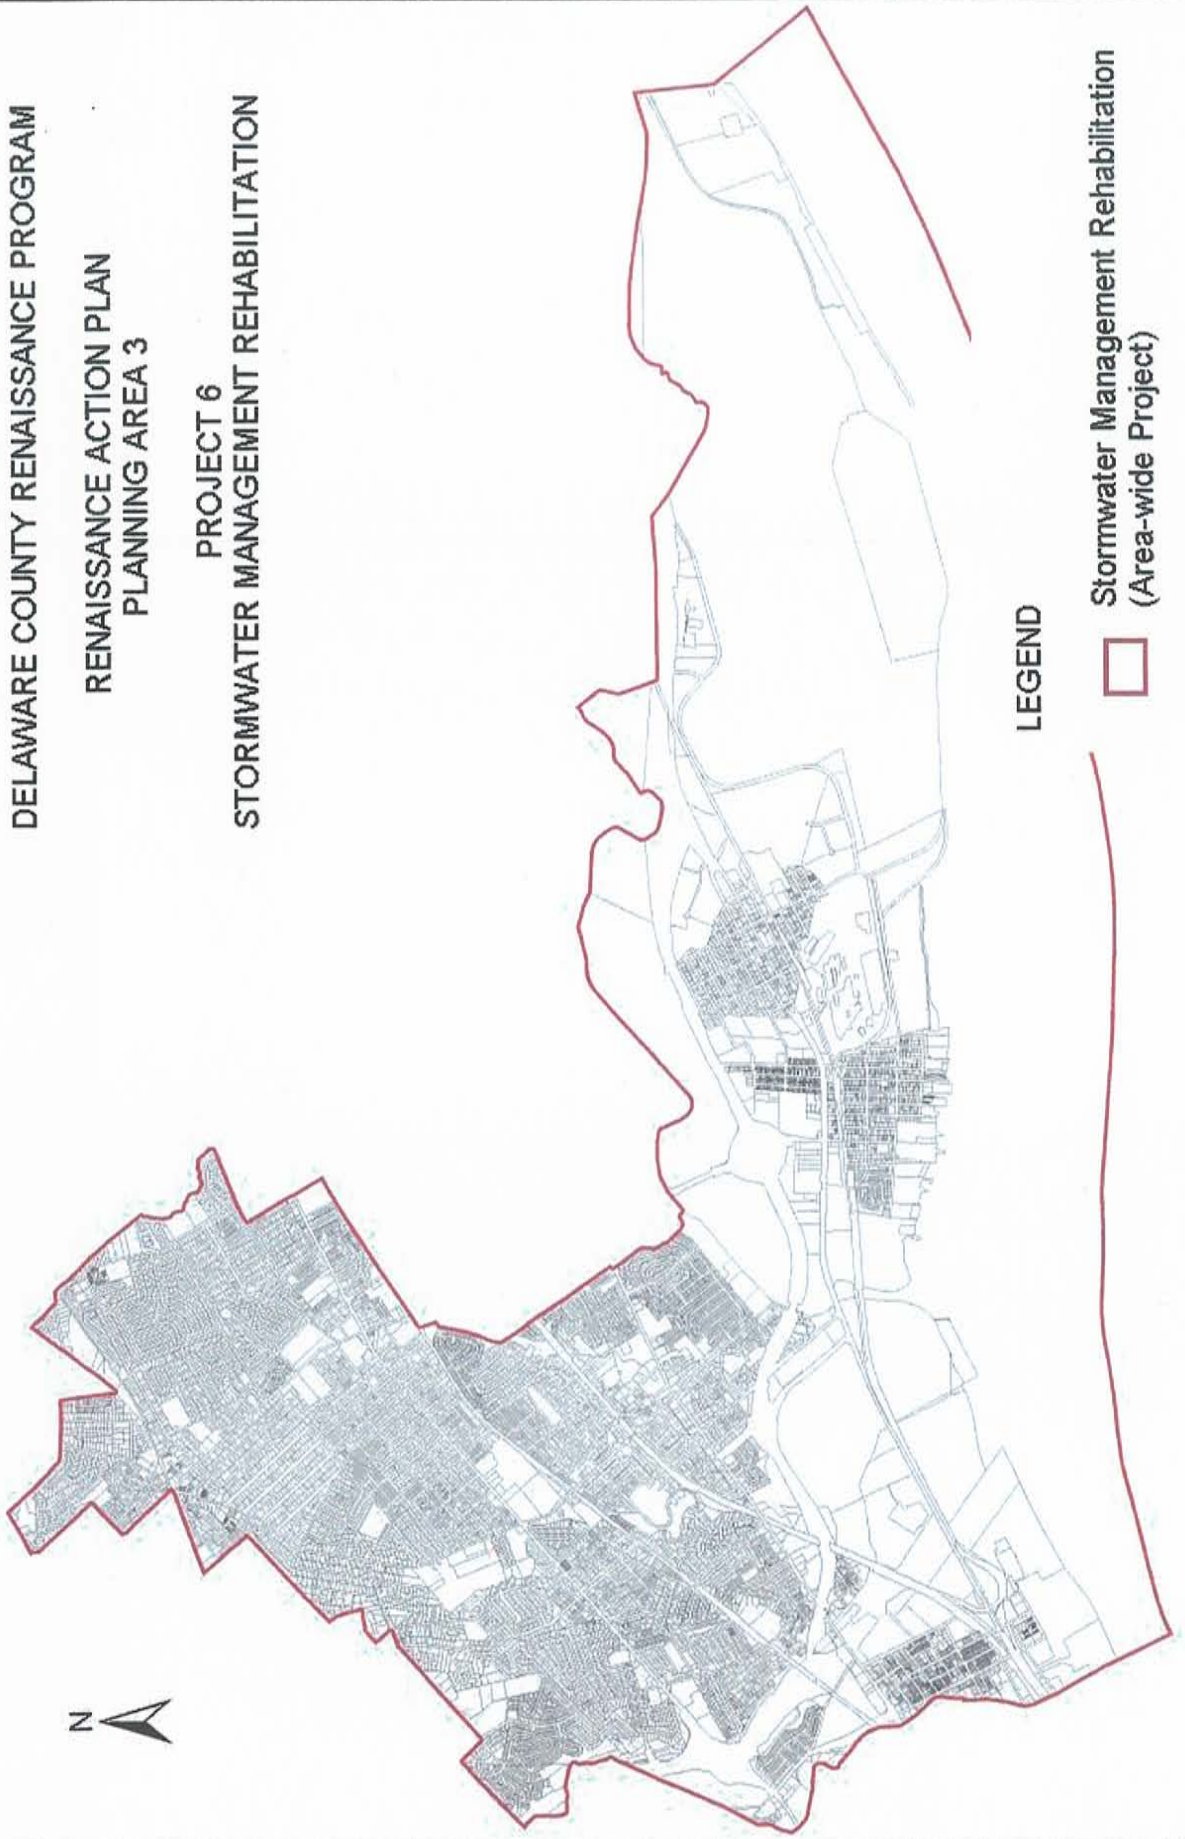 DELAWARE COUNTY RENAISSANCE PROGRAM
RENAISSANCE ACTION PLAN
PLANNING AREA 3
PROJECT 6
STORMWATER MANAGEMENT REHABILITATION
N
LEGEND
Stormwater Management Rehabilitation
(Area-wide Project)